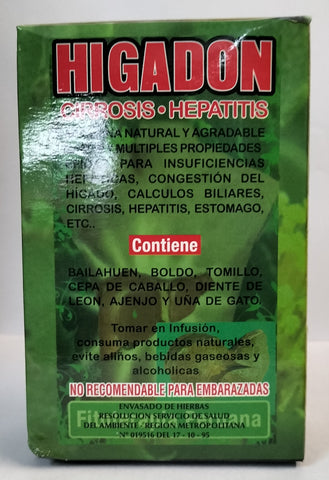 HIGADON
CIRROSIS • HEPATITIS
NA NATURAL Y AGRADABLE
MULTIPLES PROPIEDADES
PARA INSUFICIENCIAS
CONGESTIÓN DEL
HÍGADO, CALCULOS BILIARES,
CIRROSIS, HEPATITIS, ESTOMAGO,
ETC..
Contiene
BAILAHUEN, BOLDO, TOMILLO,
CEPA DE CABALLO, DIENTE DE
LEON, AJENJO Y UÑA DE GATO.
Tomar en Infusión,
consuma productos naturales,
evite aliños, bebidas gaseosas y
alcoholicas
NO RECOMENDABLE PARA EMBARAZADAS
ENVASADO DE HIERBAS
RESOLUCION SERVICIO DE SALUD
DEL AMBIENTE / REGIÓN METROPOLITANA
Nº 019516 DEL 17 - 10 - 95